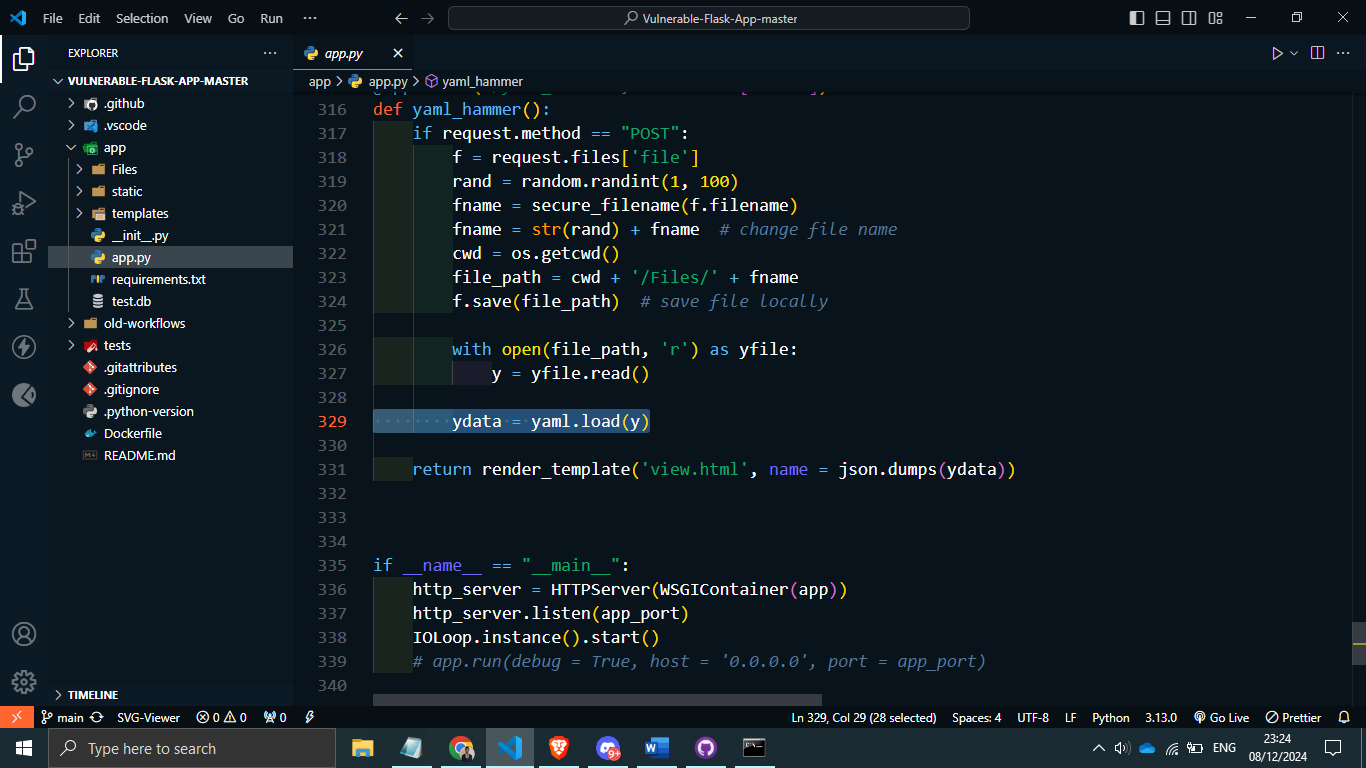 File Edit Selection View Go Run ··· Vulnerable-Flask-App-master
EXPLORER ···
VULNERABLE-FLASK-APP-MASTER
.github
.vscode
app
Files
static
templates
__init__.py
app.py
requirements.txt
test.db
old-workflows
tests
.gitattributes
.gitignore
.python-version
Dockerfile
README.md
TIMELINE
app.py
app > app.py > yaml_hammer
316 def yaml_hammer():
317     if request.method == "POST":
318         f = request.files['file']
319         rand = random.randint(1, 100)
320         fname = secure_filename(f.filename)
321         fname = str(rand) + fname  # change file name
322         cwd = os.getcwd()
323         file_path = cwd + '/Files/' + fname
324         f.save(file_path)  # save file locally
325
326         with open(file_path, 'r') as yfile:
327             y = yfile.read()
328
329         ydata = yaml.load(y)
330
331     return render_template('view.html', name = json.dumps(ydata))
332
333
334
335 if __name__ == "__main__":
336     http_server = HTTPServer(WSGIContainer(app))
337     http_server.listen(app_port)
338     IOLoop.instance().start()
339     # app.run(debug = True, host = '0.0.0.0', port = app_port)
340
main SVG-Viewer 0 0 0 Ln 329, Col 29 (28 selected) Spaces: 4 UTF-8 LF Python 3.13.0 Go Live Prettier
Type here to search 9+ ENG 23:24
08/12/2024